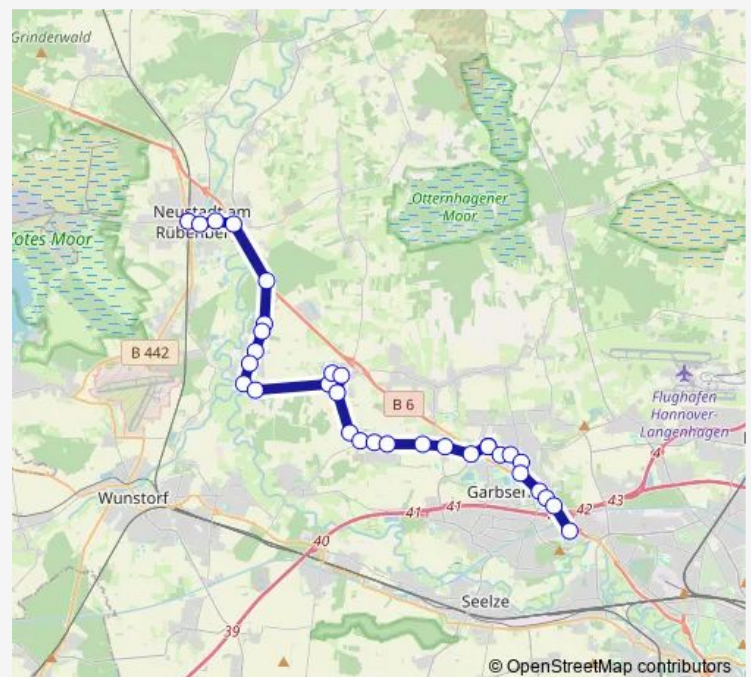 Grinderwald
Neustadt am
Rübenber
Otternhagener
Moor
Totes Moor
B 442
B 6
Flughafen
Hannover-
Langenhagen
4
Wunstorf
Garbsen
41
41
42
43
40
Seelze
39
© OpenStreetMap contributors